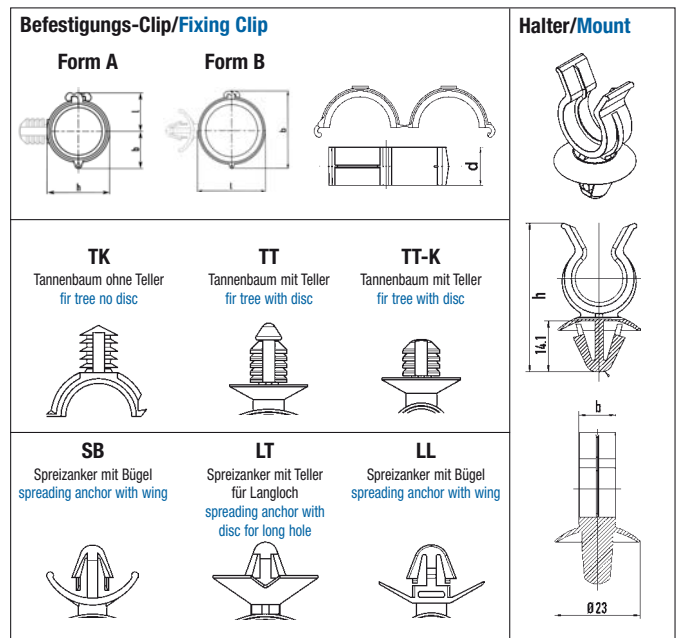 Befestigungs-Clip/Fixing Clip
Form A
Form B
l
b
h
b
l
d
TK
Tannenbaum ohne Teller
fir tree no disc
TT
Tannenbaum mit Teller
fir tree with disc
TT-K
Tannenbaum mit Teller
fir tree with disc
SB
Spreizanker mit Bügel
spreading anchor with wing
LT
Spreizanker mit Teller
für Langloch
spreading anchor with
disc for long hole
LL
Spreizanker mit Bügel
spreading anchor with wing
Halter/Mount
h
14.1
b
Ø23